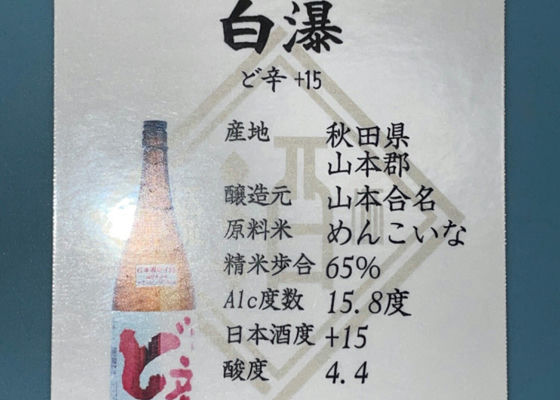 白瀑
ど辛 +15
産地 秋田県
山本郡
醸造元 山本合名
原料米 めんこいな
精米歩合 65%
Alc度数 15.8度
日本酒度 +15
酸度 4.4
ど
酒